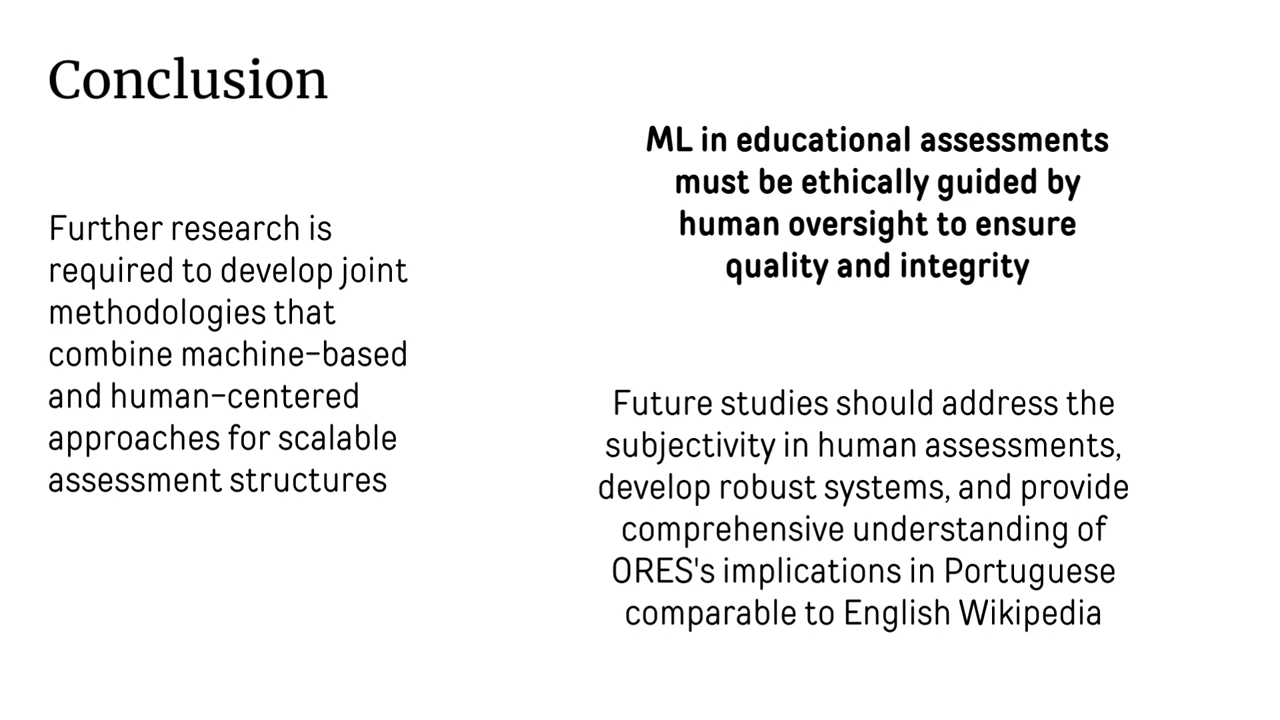 Conclusion
Further research is
required to develop joint
methodologies that
combine machine-based
and human-centered
approaches for scalable
assessment structures
ML in educational assessments
must be ethically guided by
human oversight to ensure
quality and integrity
Future studies should address the
subjectivity in human assessments,
develop robust systems, and provide
comprehensive understanding of
ORES's implications in Portuguese
comparable to English Wikipedia